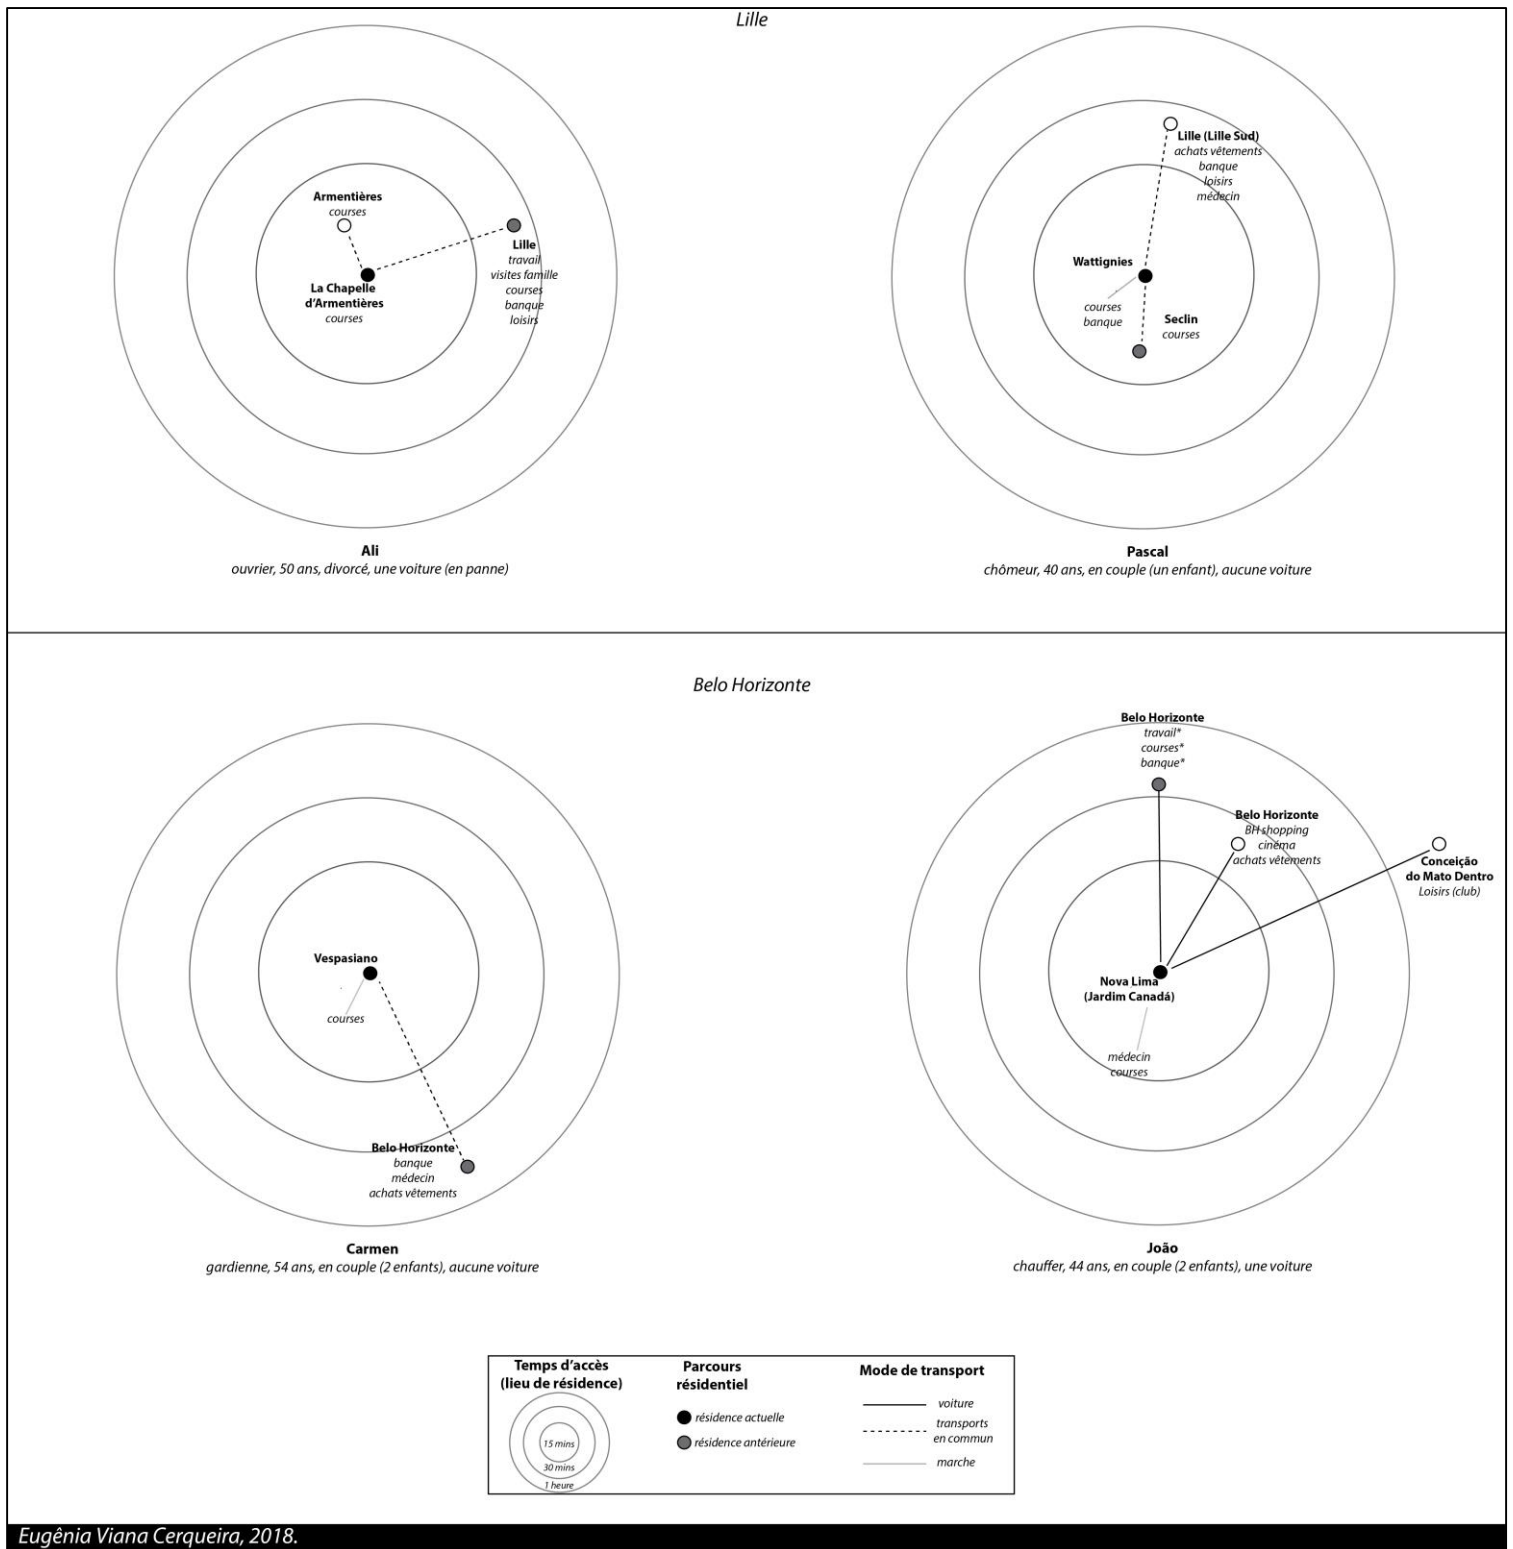 Lille
Armentières
courses
Lille
travail
visites famille
courses
banque
loisirs
La Chapelle
d'Armentières
courses
Ali
ouvrier, 50 ans, divorcé, une voiture (en panne)
Lille (Lille Sud)
achats vêtements
banque
loisirs
médecin
Wattignies
courses
banque
Seclin
courses
Pascal
chômeur, 40 ans, en couple (un enfant), aucune voiture
Belo Horizonte
Vespasiano
courses
Belo Horizonte
banque
médecin
achats vêtements
Carmen
gardienne, 54 ans, en couple (2 enfants), aucune voiture
Belo Horizonte
travail*
courses*
banque*
Belo Horizonte
BH shopping
cinéma
achats vêtements
Conceição
do Mato Dentro
Loisirs (club)
Nova Lima
(Jardim Canadá)
médecin
courses
João
chauffer, 44 ans, en couple (2 enfants), une voiture
Temps d'accès
(lieu de résidence)
15 mins
30 mins
1 heure
Parcours
résidentiel
résidence actuelle
résidence antérieure
Mode de transport
voiture
transports
en commun
marche
Eugênia Viana Cerqueira, 2018.